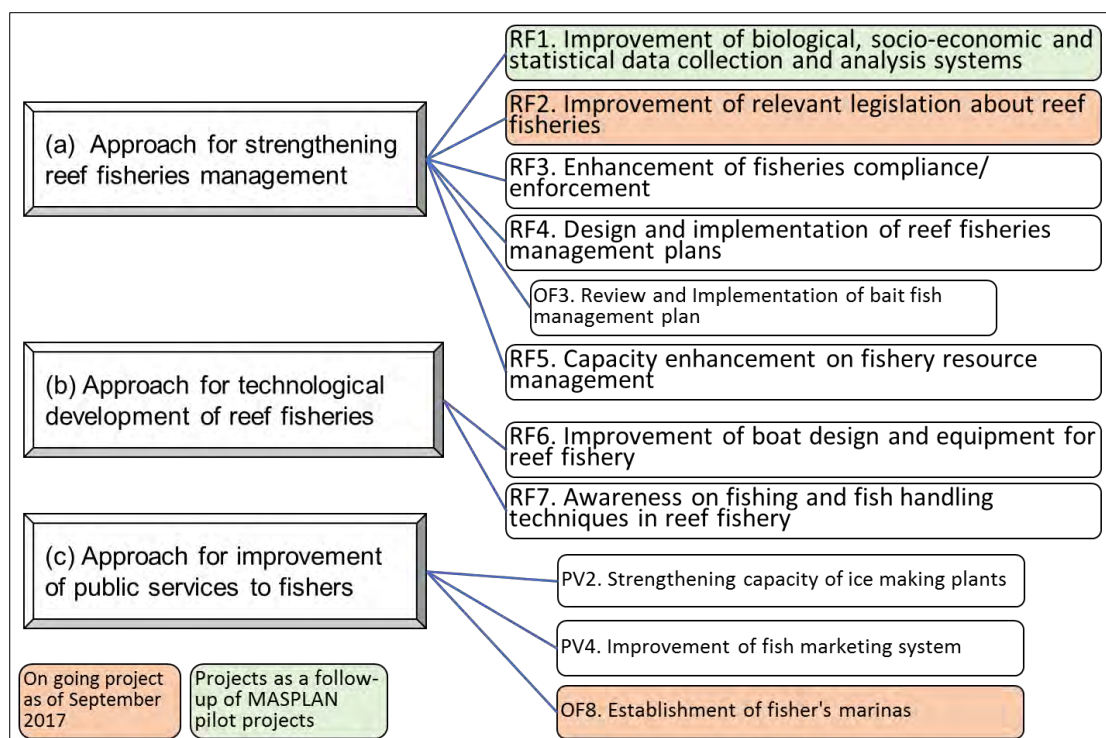 (a) Approach for strengthening
reef fisheries management
RF1. Improvement of biological, socio-economic and
statistical data collection and analysis systems
RF2. Improvement of relevant legislation about reef
fisheries
RF3. Enhancement of fisheries compliance/
enforcement
RF4. Design and implementation of reef fisheries
management plans
OF3. Review and Implementation of bait fish
management plan
RF5. Capacity enhancement on fishery resource
management
(b) Approach for technological
development of reef fisheries
RF6. Improvement of boat design and equipment for
reef fishery
RF7. Awareness on fishing and fish handling
techniques in reef fishery
(c) Approach for improvement
of public services to fishers
PV2. Strengthening capacity of ice making plants
PV4. Improvement of fish marketing system
OF8. Establishment of fisher's marinas
On going project
as of September
2017
Projects as a follow-
up of MASPLAN
pilot projects